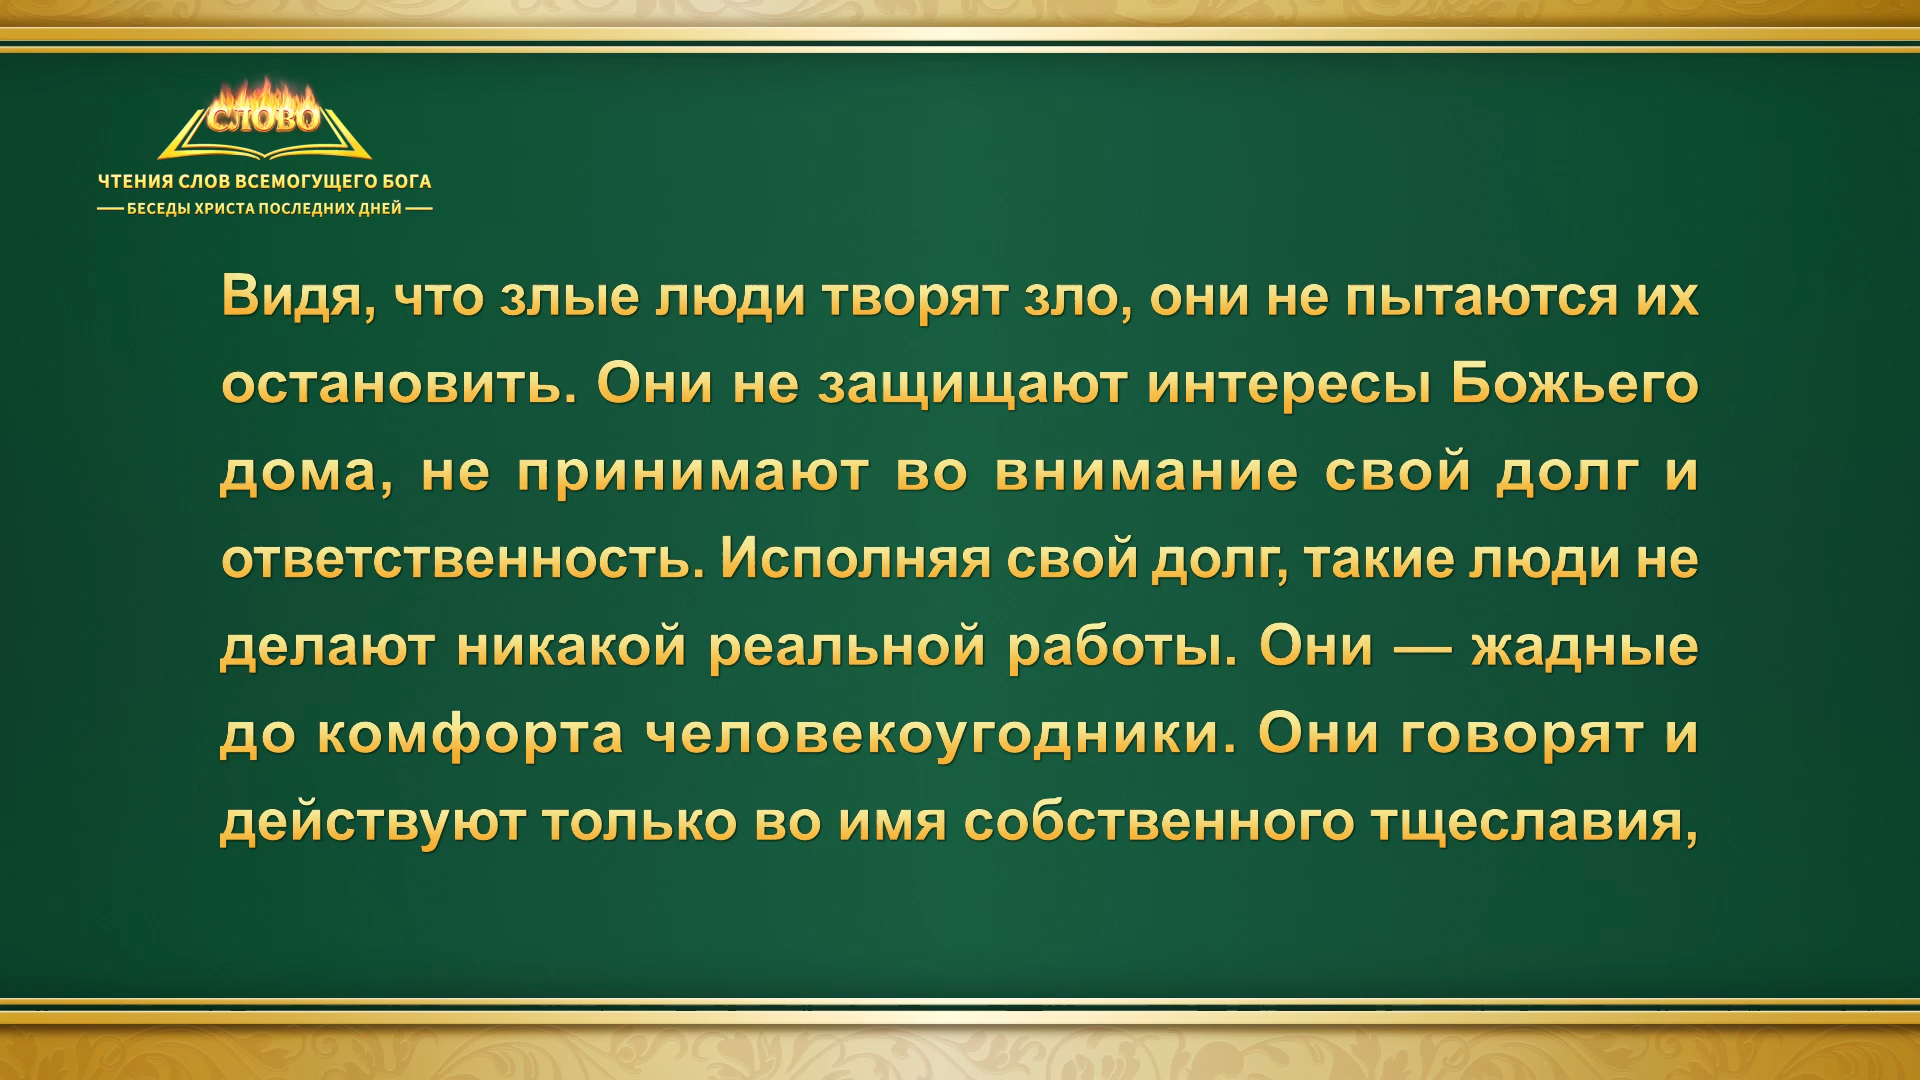 СЛОВО
ЧТЕНИЯ СЛОВ ВСЕМОГУЩЕГО БОГА
БЕСЕДЫ ХРИСТА ПОСЛЕДНИХ ДНЕЙ
Видя, что злые люди творят зло, они не пытаются их
остановить. Они не защищают интересы Божьего
дома, не принимают во внимание свой долг и
ответственность. Исполняя свой долг, такие люди не
делают никакой реальной работы. Они — жадные
до комфорта человекоугодники. Они говорят и
действуют только во имя собственного тщеславия,